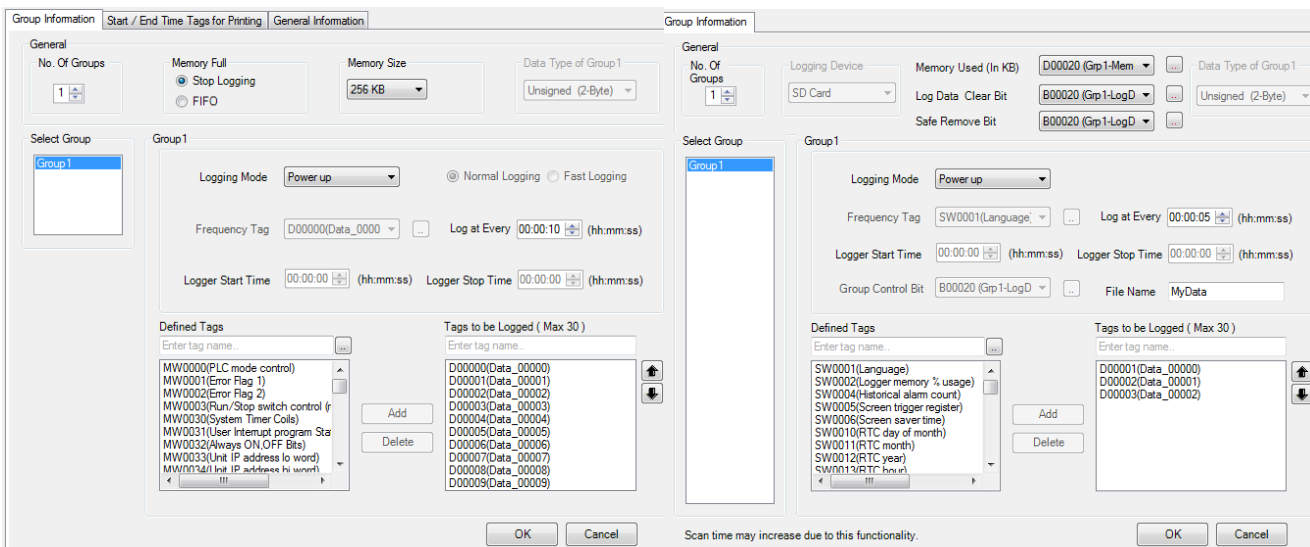 Group Information
Start / End Time Tags for Printing
General Information
General
No. Of Groups
1
Memory Full
Stop Logging
FIFO
Memory Size
256 KB
Data Type of Group1
Unsigned (2-Byte)
Select Group
Group1
Group1
Logging Mode
Power up
Normal Logging
Fast Logging
Frequency Tag
D00000(Data_0000
..
Log at Every
00:00:10
(hh:mm:ss)
Logger Start Time
00:00:00
(hh:mm:ss)
Logger Stop Time
00:00:00
(hh:mm:ss)
Defined Tags
Enter tag name..
..
MW0000(PLC mode control)
MW0001(Error Flag 1)
MW0002(Error Flag 2)
MW0003(Run/Stop switch control (r
MW0030(System Timer Coils)
MW0031(User Interrupt program Sta
MW0032(Always ON,OFF Bits)
MW0033(Unit IP address lo word)
MW0034(Unit IP address hi word)
Add
Delete
Tags to be Logged ( Max 30 )
Enter tag name..
D00000(Data_00000)
D00001(Data_00001)
D00002(Data_00002)
D00003(Data_00003)
D00004(Data_00004)
D00005(Data_00005)
D00006(Data_00006)
D00007(Data_00007)
D00008(Data_00008)
D00009(Data_00009)
OK
Cancel
Group Information
General
No. Of
Groups
1
Logging Device
SD Card
Memory Used (In KB)
D00020 (Grp1-Mem
..
Log Data Clear Bit
B00020 (Grp1-LogD
..
Safe Remove Bit
B00020 (Grp1-LogD
..
Data Type of Group1
Unsigned (2-Byte)
Select Group
Group1
Group1
Logging Mode
Power up
Frequency Tag
SW0001(Language)
..
Log at Every
00:00:05
(hh:mm:ss)
Logger Start Time
00:00:00
(hh:mm:ss)
Logger Stop Time
00:00:00
(hh:mm:ss)
Group Control Bit
B00020 (Grp1-LogD
..
File Name
MyData
Defined Tags
Enter tag name..
..
SW0001(Language)
SW0002(Logger memory % usage)
SW0004(Historical alarm count)
SW0005(Screen trigger register)
SW0006(Screen saver time)
SW0010(RTC day of month)
SW0011(RTC month)
SW0012(RTC year)
SW0013(RTC hour)
Add
Delete
Tags to be Logged ( Max 30 )
Enter tag name..
D00001(Data_00000)
D00002(Data_00001)
D00003(Data_00002)
Scan time may increase due to this functionality.
OK
Cancel